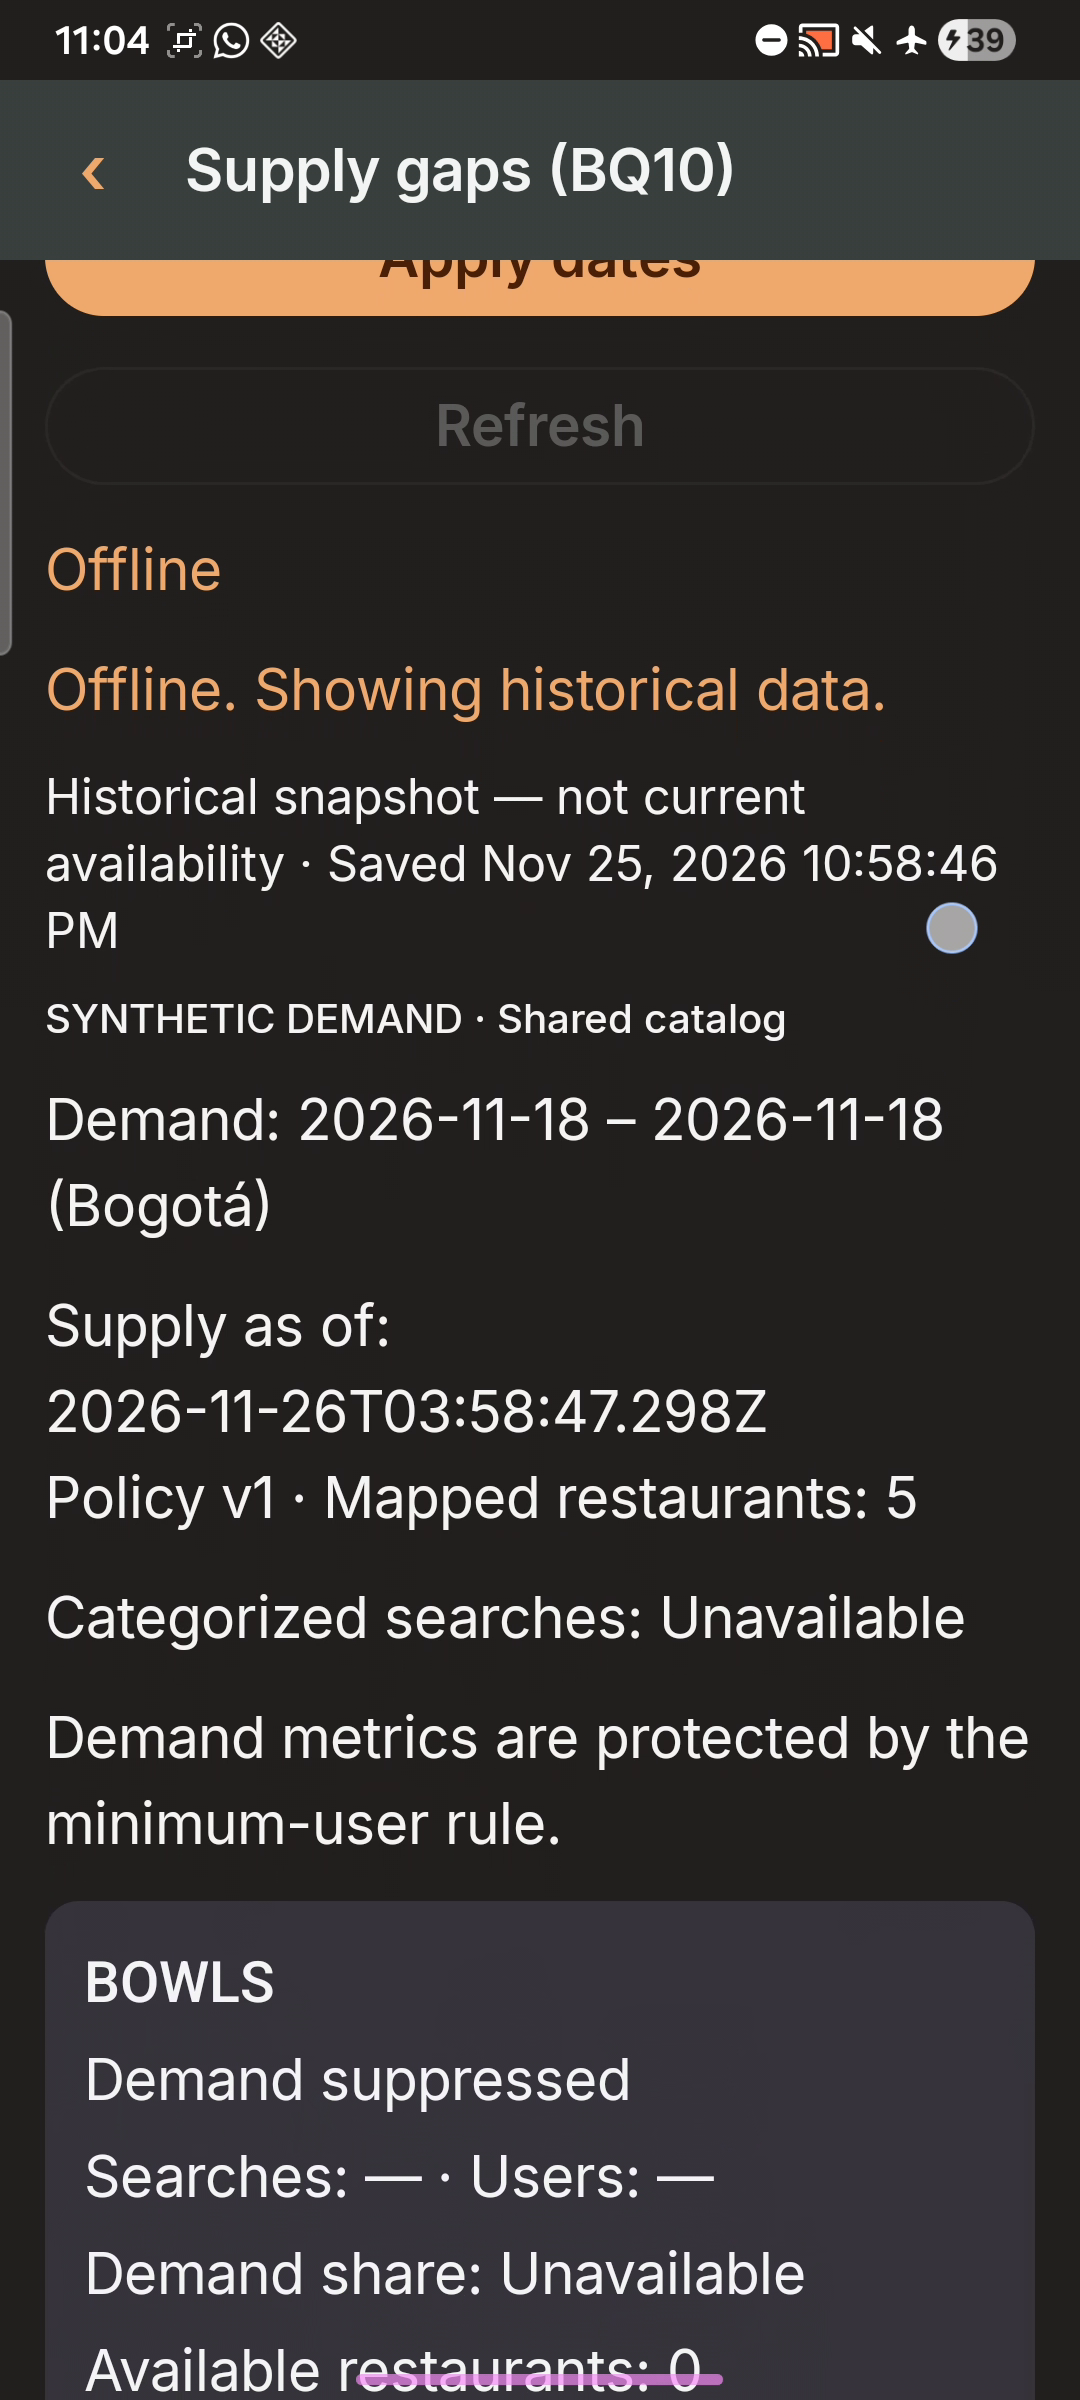 11:04
39
‹ Supply gaps (BQ10)
Apply dates
Refresh
Offline
Offline. Showing historical data.
Historical snapshot — not current
availability · Saved Nov 25, 2026 10:58:46
PM
SYNTHETIC DEMAND · Shared catalog
Demand: 2026-11-18 – 2026-11-18
(Bogotá)
Supply as of:
2026-11-26T03:58:47.298Z
Policy v1 · Mapped restaurants: 5
Categorized searches: Unavailable
Demand metrics are protected by the
minimum-user rule.
BOWLS
Demand suppressed
Searches: — · Users: —
Demand share: Unavailable
Available restaurants: 0